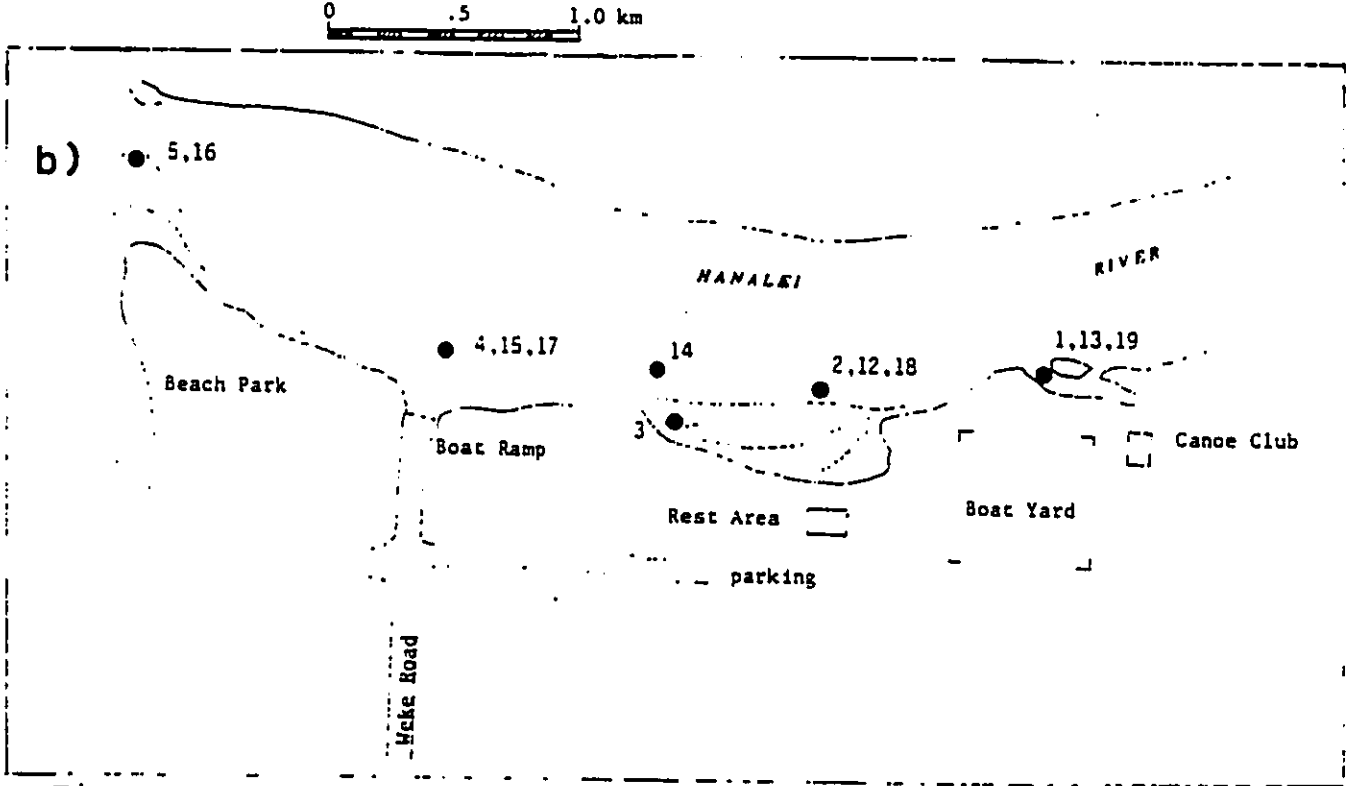 0 .5 1.0 km
b)
5,16
HANALEI
RIVER
4,15,17
14
2,12,18
1,13,19
Beach Park
3
Boat Ramp
Canoe Club
Rest Area
Boat Yard
parking
Weke Road